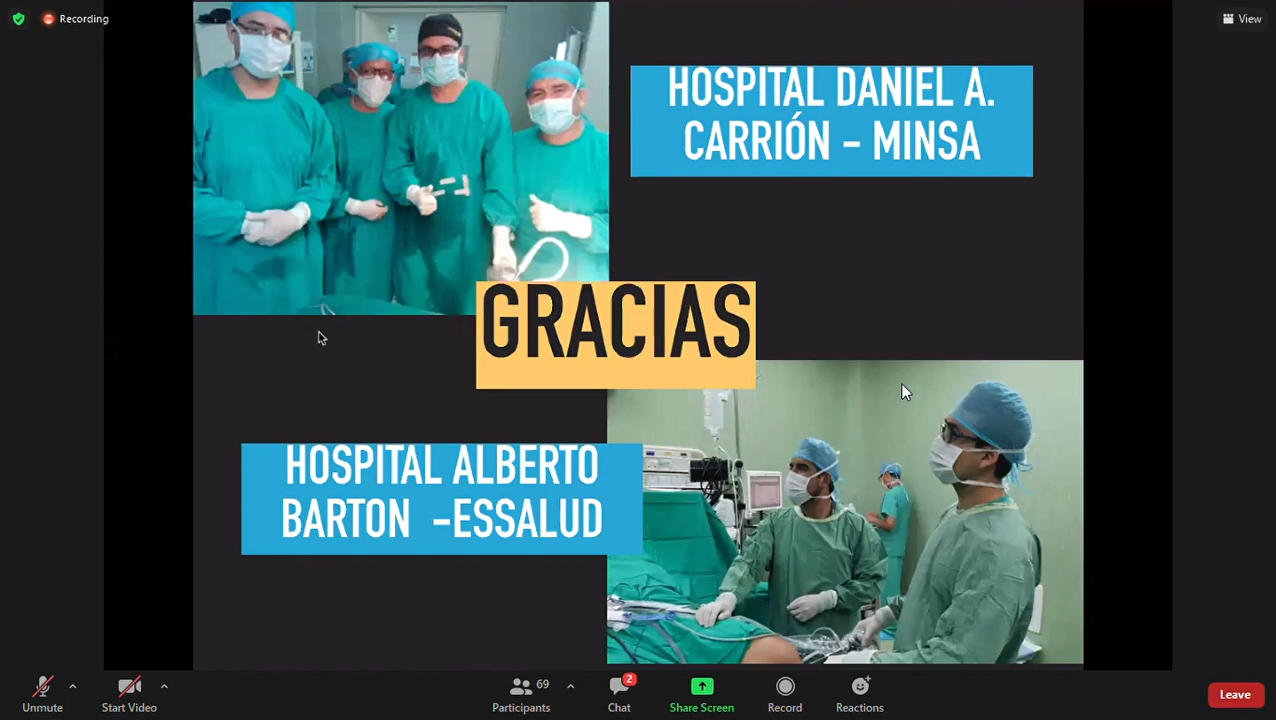 Recording
View
HOSPITAL DANIEL A.
CARRIÓN - MINSA
GRACIAS
HOSPITAL ALBERTO
BARTON -ESSALUD
Unmute
Start Video
69
Participants
2
Chat
Share Screen
Record
Reactions
Leave